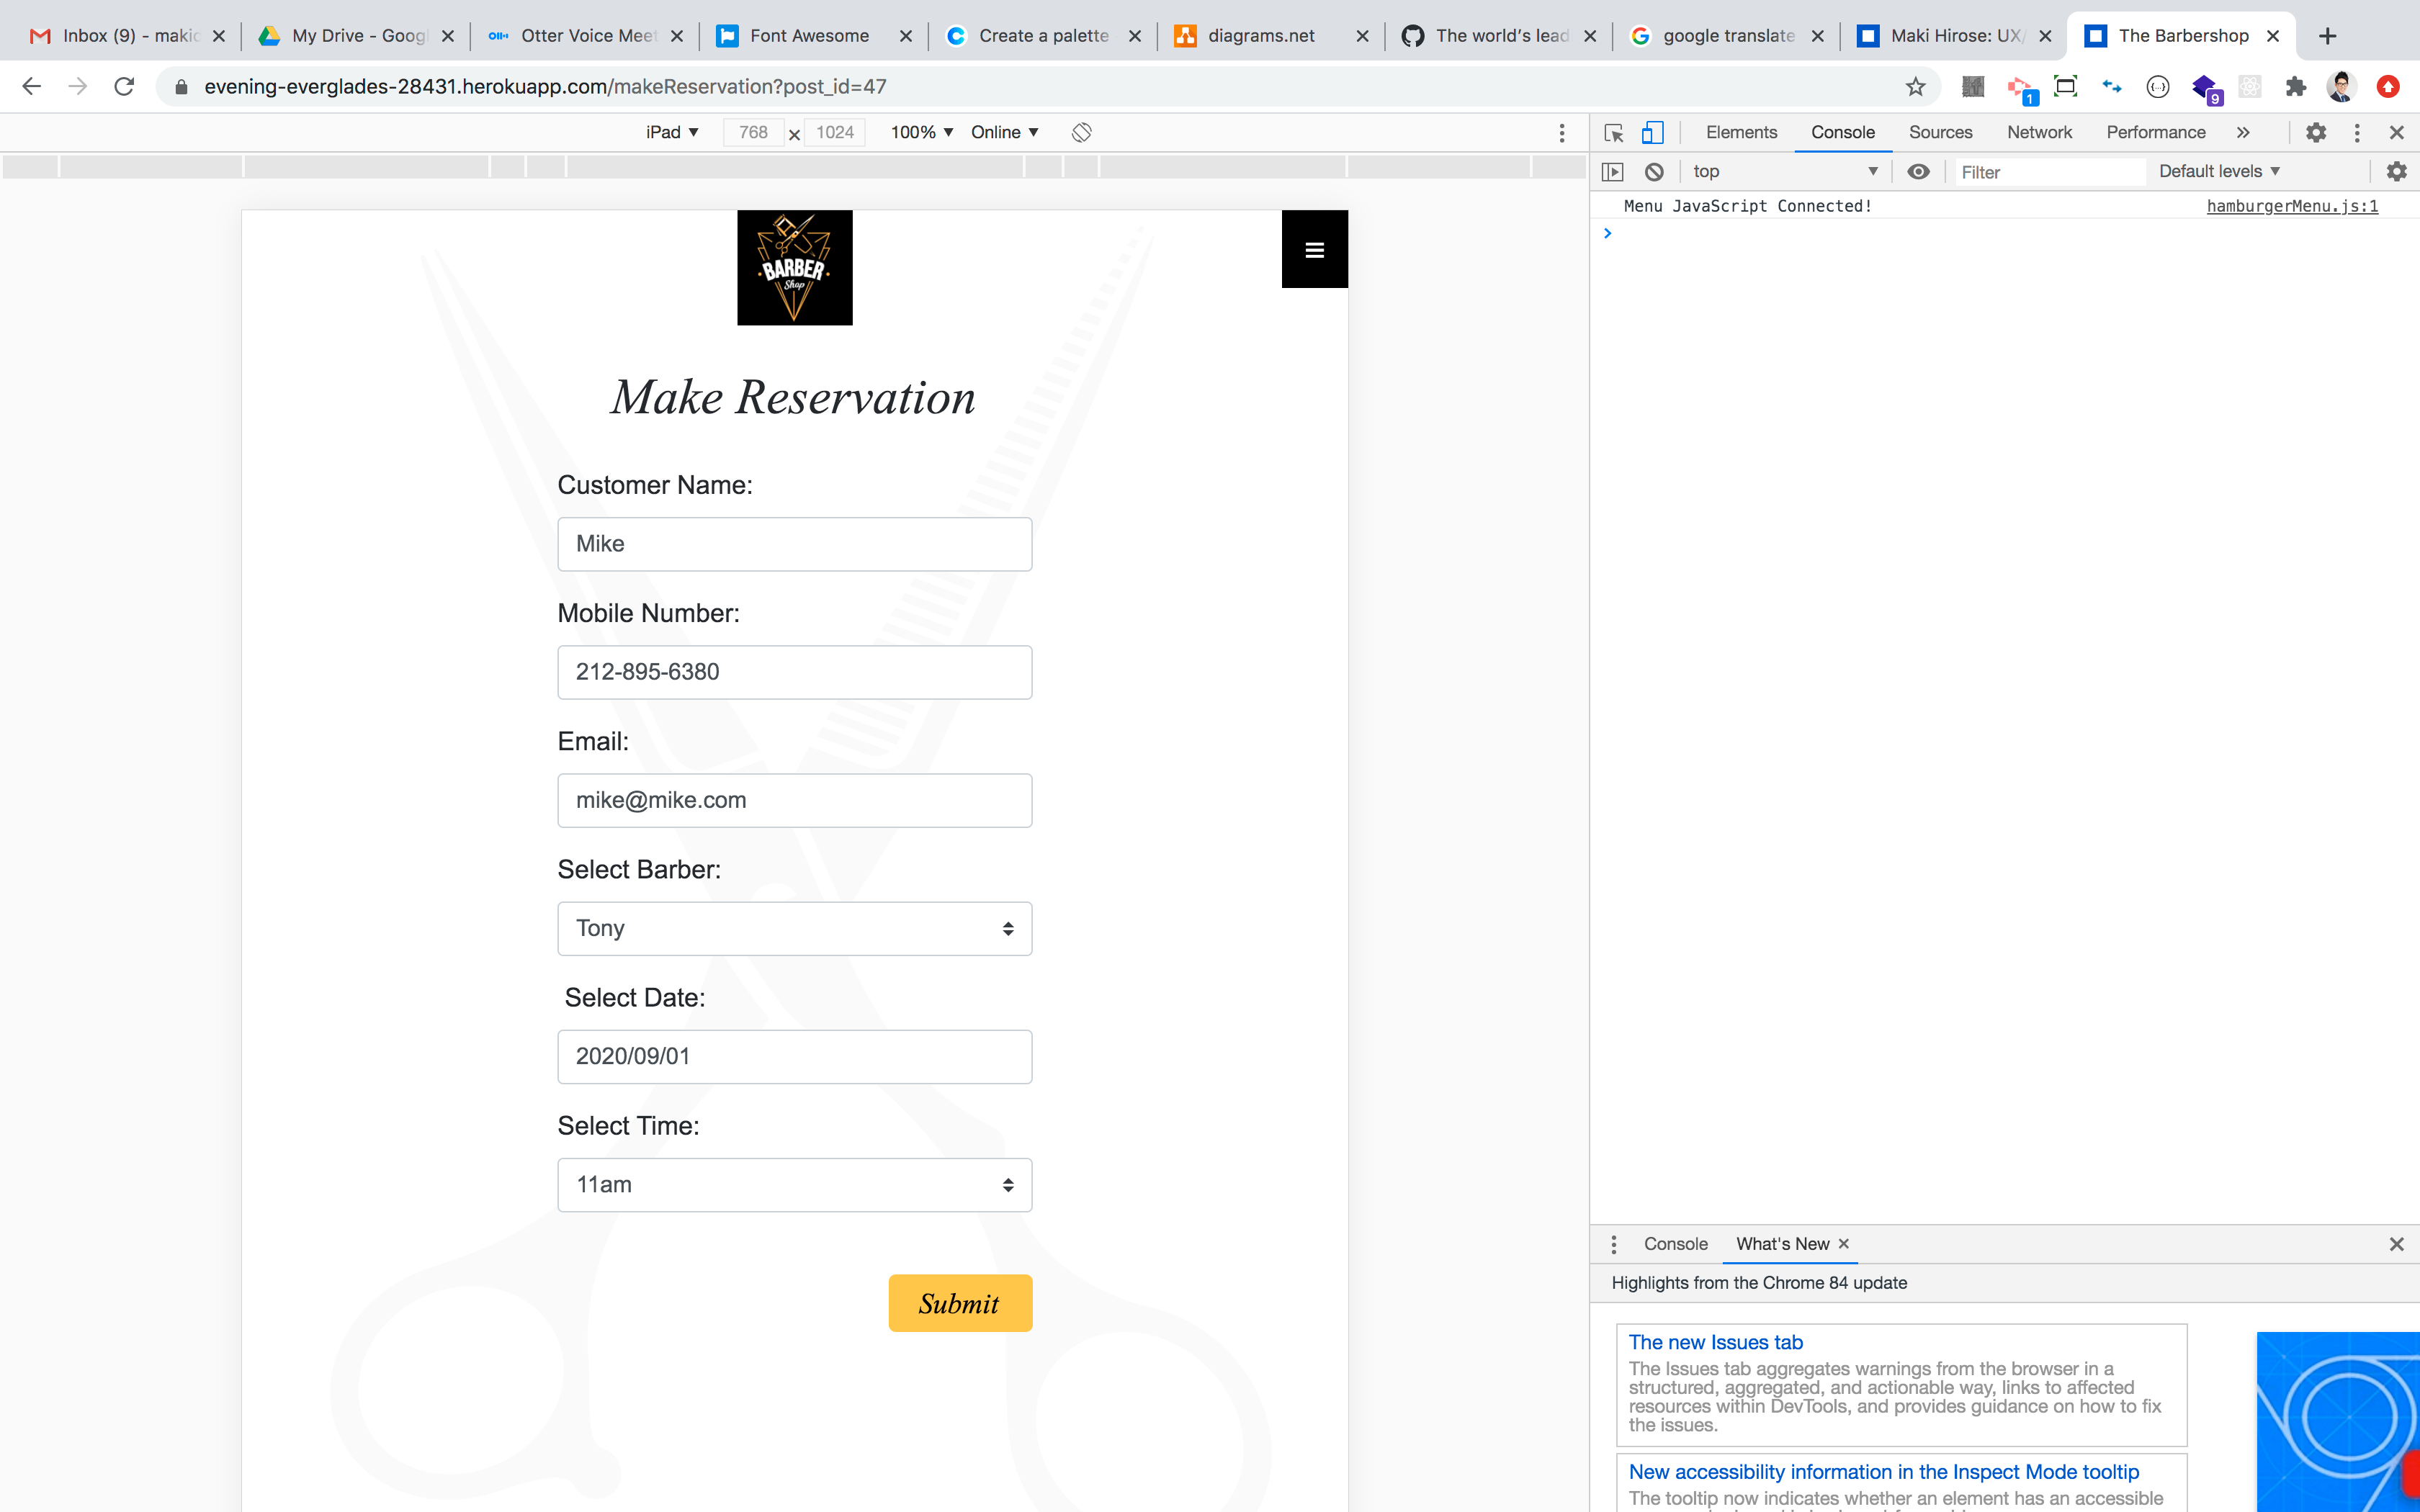 Inbox (9) - makic
My Drive - Googl
Otter Voice Meet
Font Awesome
Create a palette
diagrams.net
The world's lead
google translate
Maki Hirose: UX/
The Barbershop
evening-everglades-28431.herokuapp.com/makeReservation?post_id=47
1
9
iPad
768
1024
100%
Online
Elements
Console
Sources
Network
Performance
top
Filter
Default levels
Menu JavaScript Connected!
hamburgerMenu.js:1
BARBER
Shop
Make Reservation
Customer Name:
Mike
Mobile Number:
212-895-6380
Email:
mike@mike.com
Select Barber:
Tony
Select Date:
2020/09/01
Select Time:
11am
Submit
Console
What's New
Highlights from the Chrome 84 update
The new Issues tab
The Issues tab aggregates warnings from the browser in a
structured, aggregated, and actionable way, links to affected
resources within DevTools, and provides guidance on how to fix
the issues.
New accessibility information in the Inspect Mode tooltip
The tooltip now indicates whether an element has an accessible